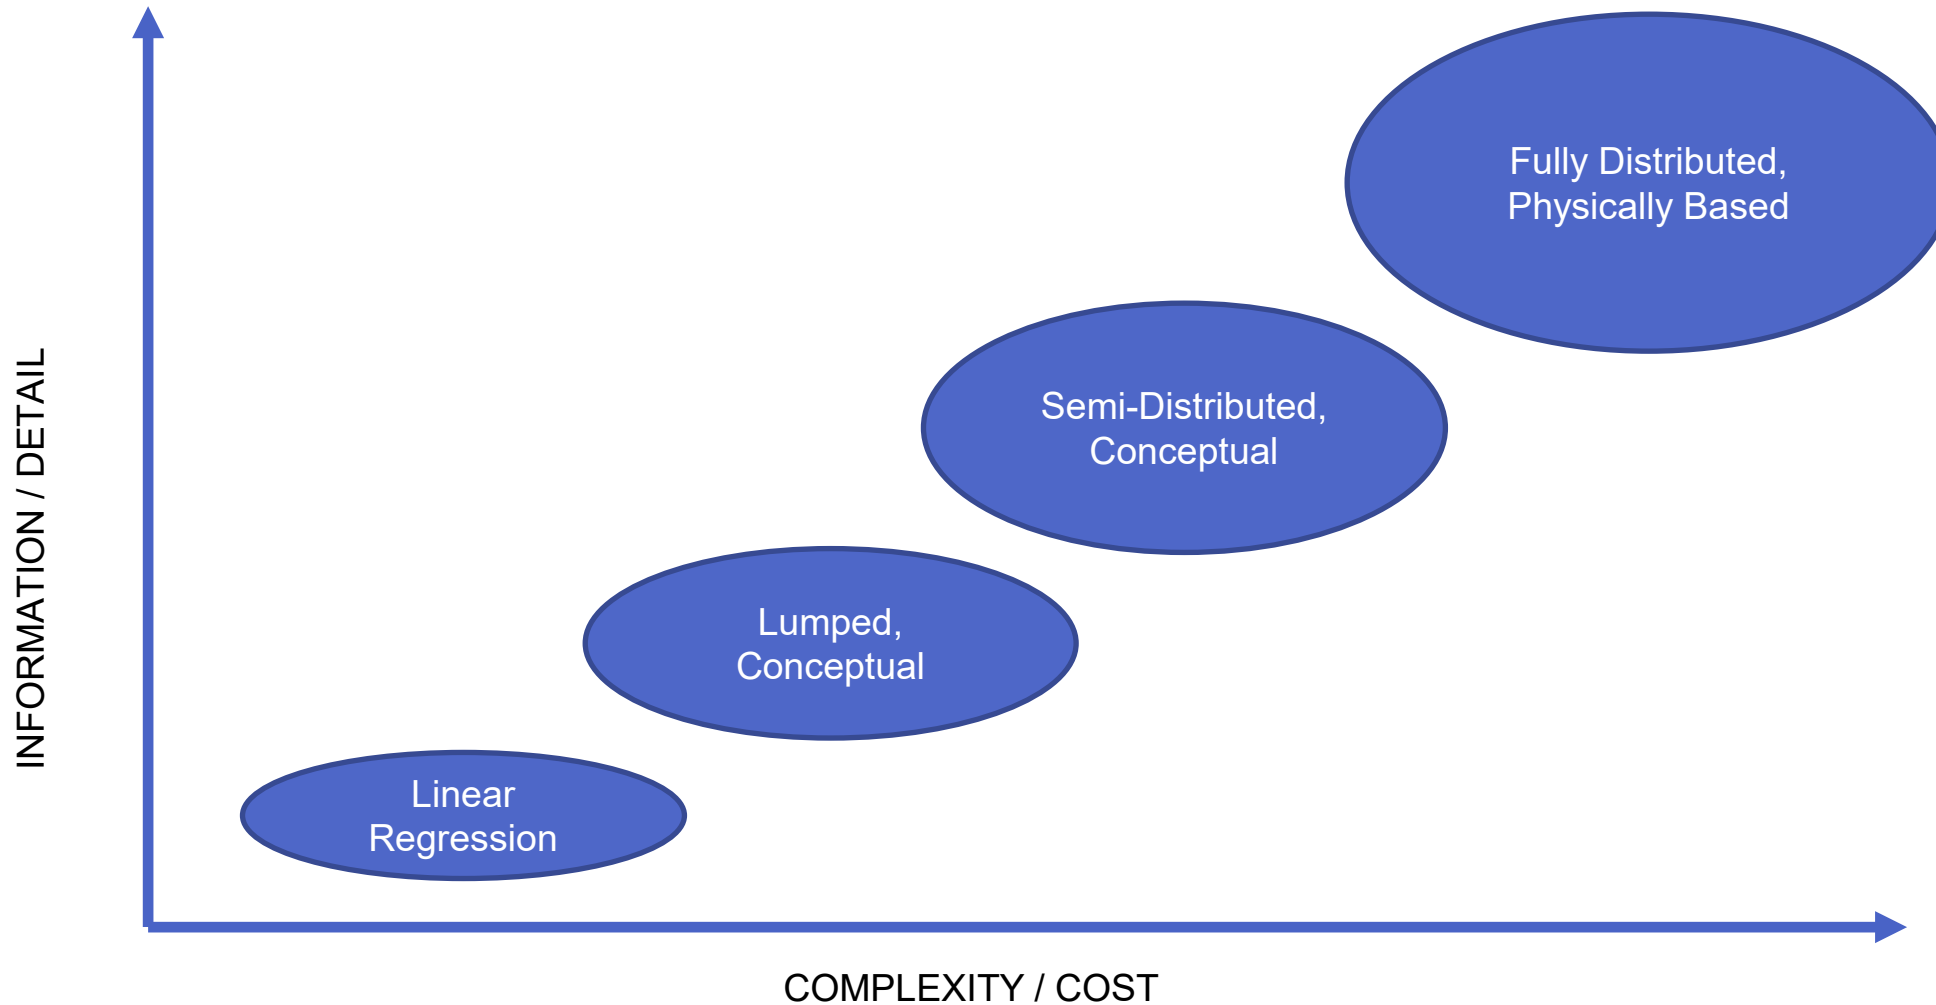 INFORMATION / DETAIL
Fully Distributed,
Physically Based
Semi-Distributed,
Conceptual
Lumped,
Conceptual
Linear
Regression
COMPLEXITY / COST